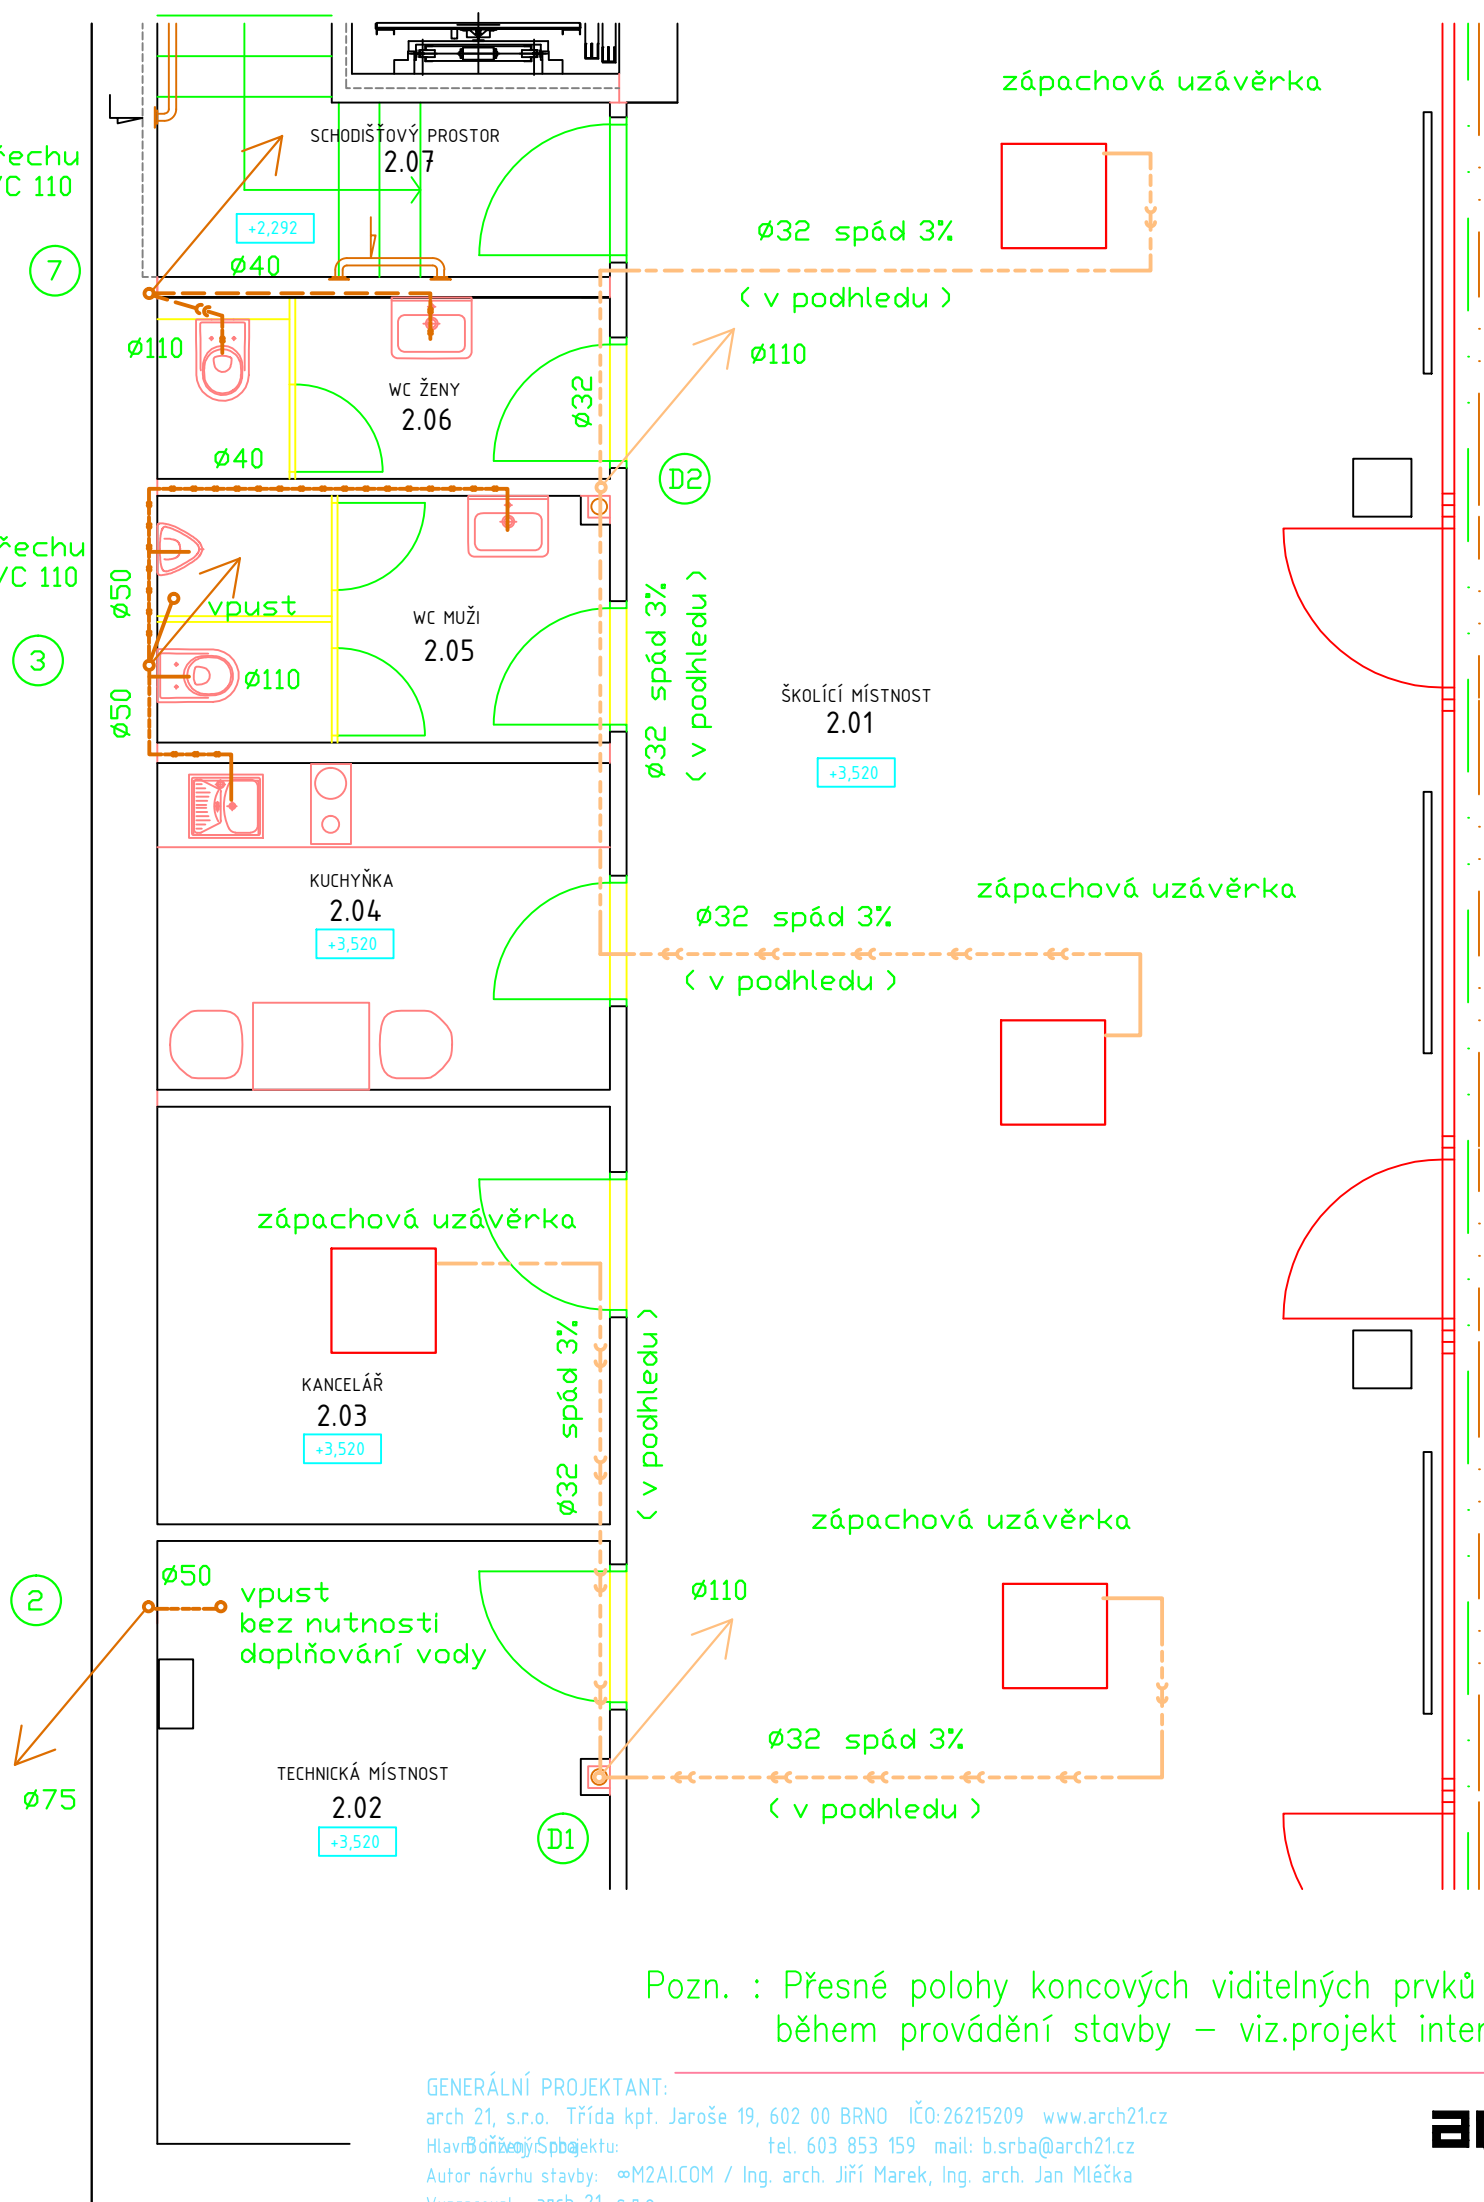 zápachová uzávěrka
SCHODIŠŤOVÝ PROSTOR
2.07
řechu
C 110
+2,292
ø32 spád 3%
7
ø40
( v podhledu )
ø110
ø110
WC ŽENY
2.06
ø32
ø40
D2
řechu
C 110
ø50
vpust
WC MUŽI
2.05
3
ø110
ø50
ø32 spád 3%
( v podhledu )
ŠKOLÍCÍ MÍSTNOST
2.01
+3,520
KUCHYŇKA
2.04
+3,520
zápachová uzávěrka
ø32 spád 3%
( v podhledu )
zápachová uzávěrka
ø32 spád 3%
( v podhledu )
KANCELÁŘ
2.03
+3,520
zápachová uzávěrka
2
ø50
vpust
bez nutnosti
doplňování vody
ø110
ø75
ø32 spád 3%
( v podhledu )
TECHNICKÁ MÍSTNOST
2.02
+3,520
D1
Pozn. : Přesné polohy koncových viditelných prvků
během provádění stavby – viz.projekt inter
GENERÁLNÍ PROJEKTANT:
arch 21, s.r.o. Třída kpt. Jaroše 19, 602 00 BRNO IČO:26215209 www.arch21.cz
tel. 603 853 159 mail: b.srba@arch21.cz
Autor návrhu stavby: ∞M2AI.COM / Ing. arch. Jiří Marek, Ing. arch. Jan Mléčka